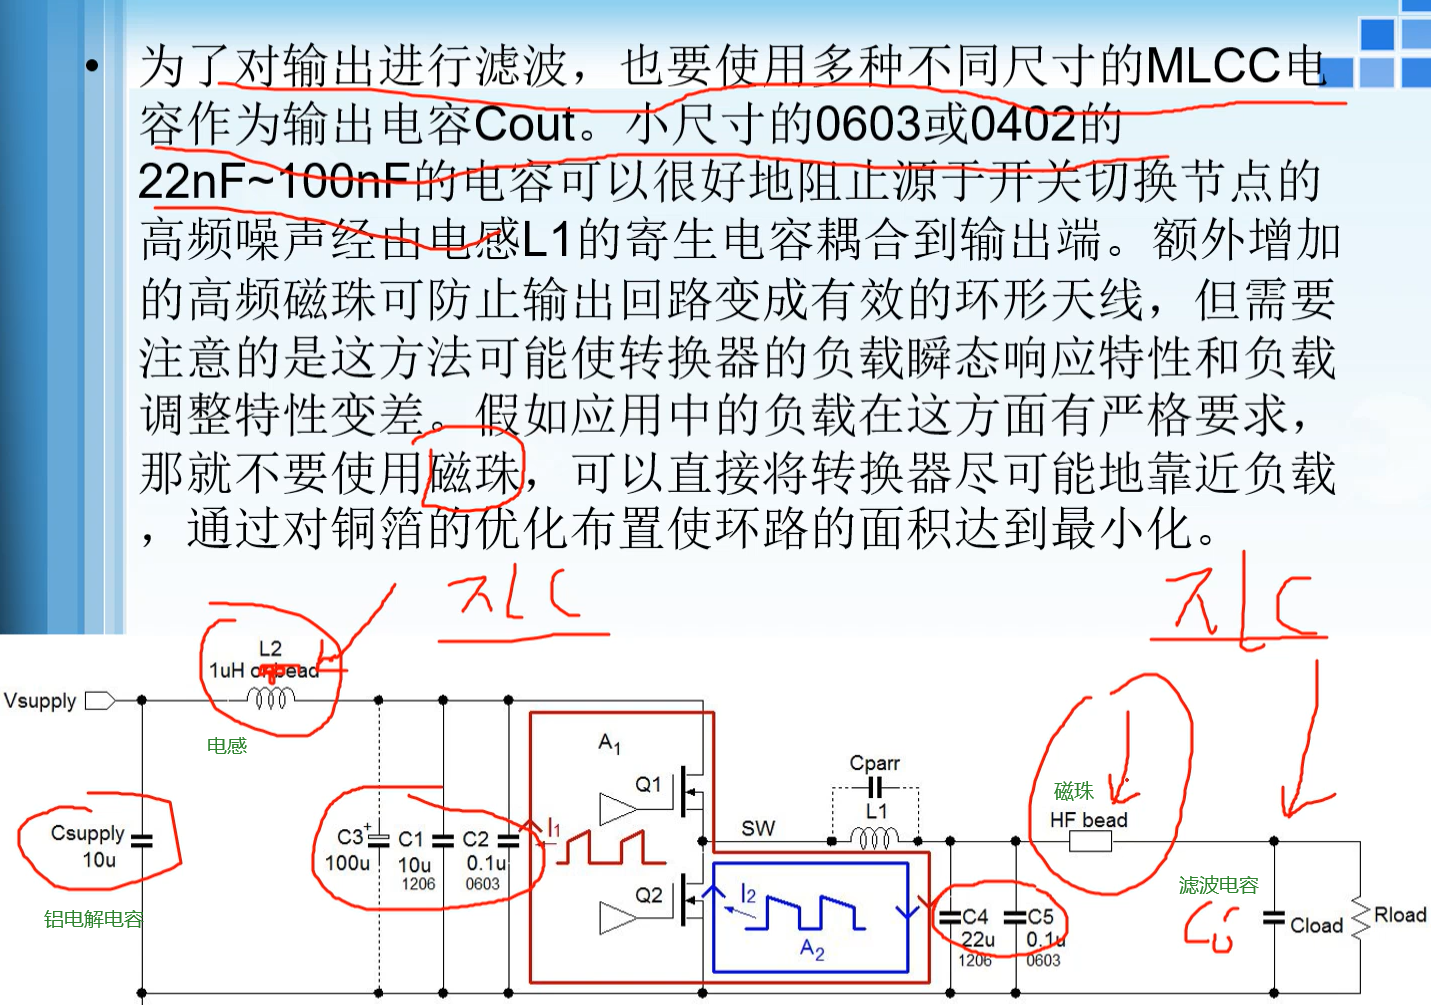 • 为了对输出进行滤波，也要使用多种不同尺寸的MLCC电
容作为输出电容Cout。小尺寸的0603或0402的
22nF~100nF的电容可以很好地阻止源于开关切换节点的
高频噪声经由电感L1的寄生电容耦合到输出端。额外增加
的高频磁珠可防止输出回路变成有效的环形天线，但需要
注意的是这方法可能使转换器的负载瞬态响应特性和负载
调整特性变差。假如应用中的负载在这方面有严格要求，
那就不要使用磁珠，可以直接将转换器尽可能地靠近负载
，通过对铜箔的优化布置使环路的面积达到最小化。
L2
1uH or bead
Vsupply
电感
Csupply
10u
铝电解电容
C3+
100u
C1
10u
1206
C2
0.1u
0603
I1
A1
Q1
Q2
SW
Cparr
L1
I2
A2
C4
22u
1206
C5
0.1u
0603
磁珠
HF bead
滤波电容
Cload
Rload